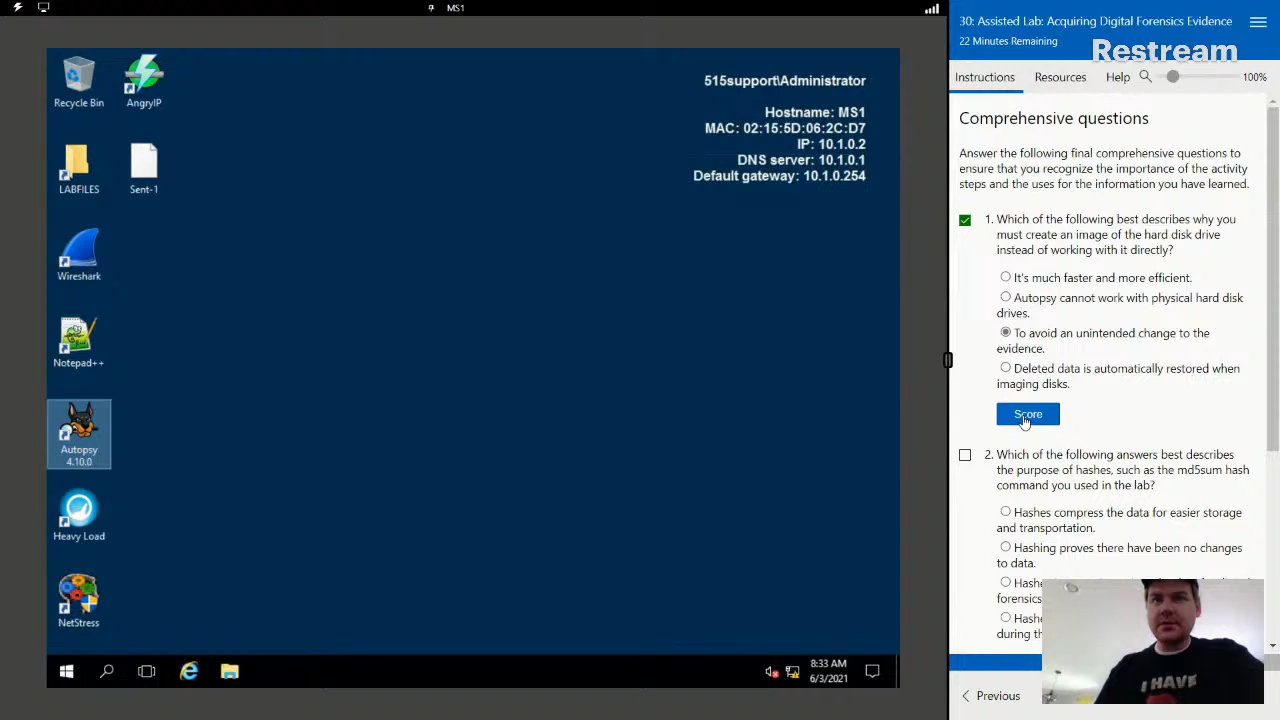 MS1
30: Assisted Lab: Acquiring Digital Forensics Evidence
22 Minutes Remaining
Restream
Instructions
Resources
Help
100%
Recycle Bin
AngryIP
LABFILES
Sent-1
Wireshark
Notepad++
Autopsy
4.10.0
Heavy Load
NetStress
515support\Administrator
Hostname: MS1
MAC: 02:15:5D:06:2C:D7
IP: 10.1.0.2
DNS server: 10.1.0.1
Default gateway: 10.1.0.254
8:33 AM
6/3/2021
Comprehensive questions
Answer the following final comprehensive questions to
ensure that you recognize the importance of the activity
steps and the uses for the information you have learned.
1. Which of the following best describes why you
must create an image of the hard disk drive
instead of working with it directly?
It's much faster and more efficient.
Autopsy cannot work with physical hard disk
drives.
To avoid an unintended change to the
evidence.
Deleted data is automatically restored when
imaging disks.
Score
2. Which of the following answers best describes
the purpose of hashes, such as the md5sum hash
command you used in the lab?
Hashes compress the data for easier storage
and transportation.
Hashing proves there have been no changes
to data.
forensics
during
Previous
I HAVE